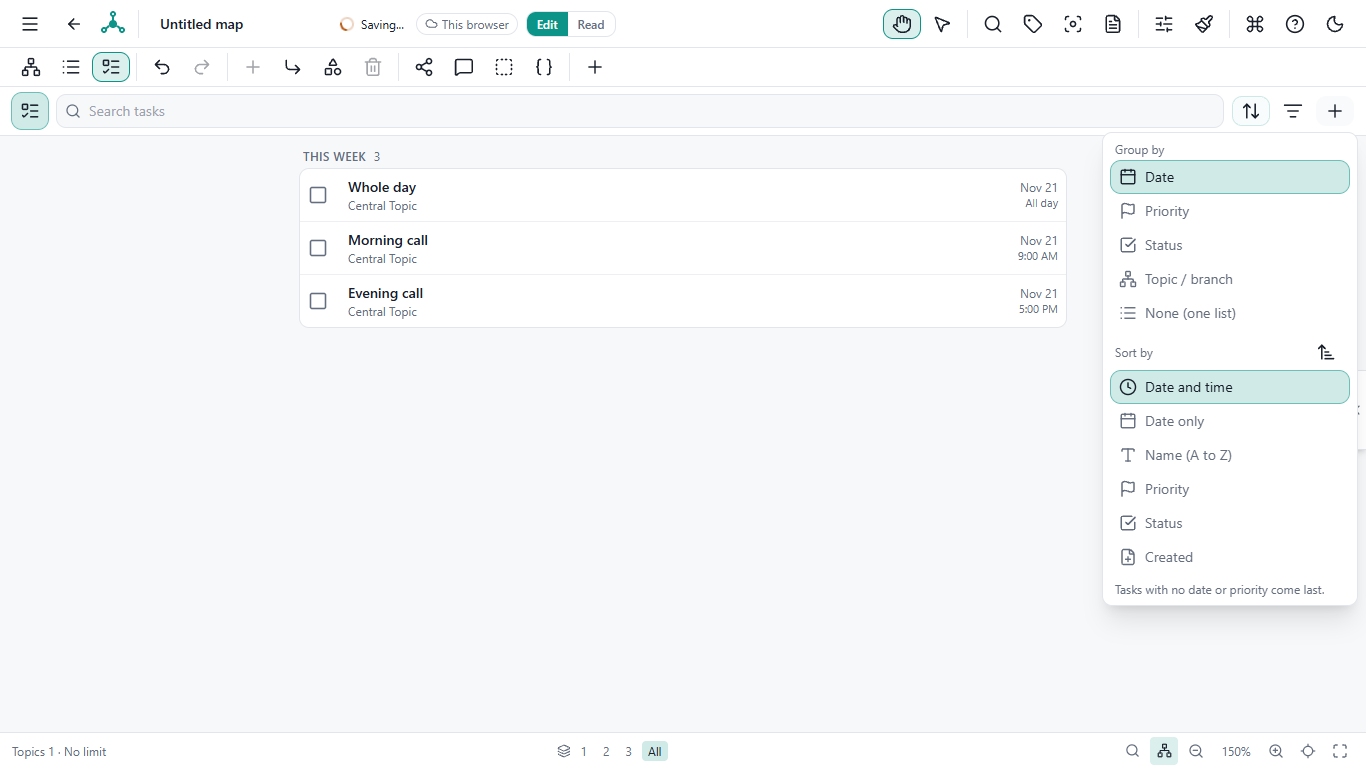 Untitled map
Saving...
This browser
Edit
Read
Search tasks
THIS WEEK 3
Whole day
Central Topic
Nov 21
All day
Morning call
Central Topic
Nov 21
9:00 AM
Evening call
Central Topic
Nov 21
5:00 PM
Group by
Date
Priority
Status
Topic / branch
None (one list)
Sort by
Date and time
Date only
Name (A to Z)
Priority
Status
Created
Tasks with no date or priority come last.
Topics 1 · No limit
1 2 3 All
150%